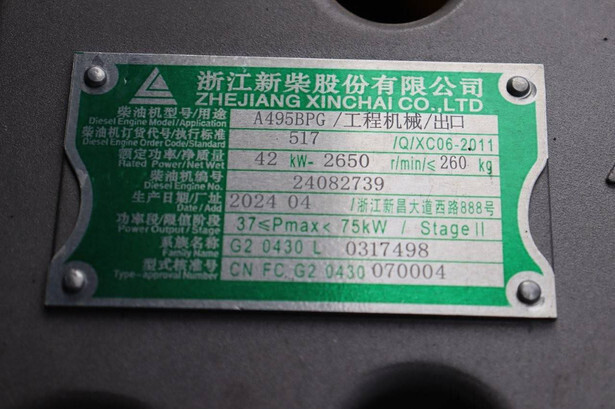 浙江新柴股份有限公司
ZHEJIANG XINCHAI CO.,LTD
柴油机型号/用途 A495BPG /工程机械/出口
Diesel Engine Model/Application
柴油机订货代号/执行标准 517 /Q/XC06-2011
Diesel Engine Order Code/Standard
测定功率/净质量 42 kW- 2650 r/min/≤260 kg
Rated Power/Net Wet
柴油机编号 24082739
Diesel Engine No.
生产日期/厂址 2024 04 /浙江新昌大道西路888号
Date/Add
功率段/限值阶段 37≤Pmax< 75kW / Stage II
Power Output/Stage
系族名称 G2 0430 L 0317498
Family Name
型式核准号 CN FC G2 0430 070004
Type-approval Number